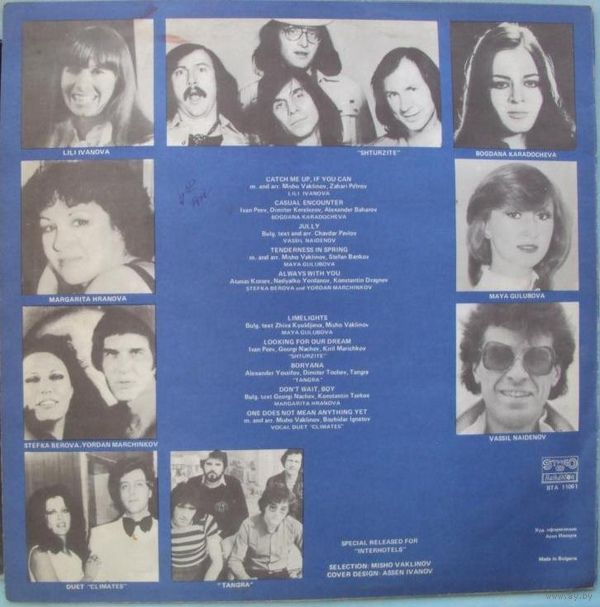 LILI IVANOVA
"SHTURZITE"
BOGDANA KARADOCHEVA
CATCH ME UP, IF YOU CAN
m. and arr. Misho Vaklinov, Zahari Petrov
LILI IVANOVA
CASUAL ENCOUNTER
Ivan Peev, Dimiter Kerelezov, Alexander Baharov
BOGDANA KARADOCHEVA
JULLY
Bulg. text and arr. Chavdar Pavlov
VASSIL NAIDENOV
TENDERNESS IN SPRING
m. and arr. Misho Vaklinov, Stefan Bankov
MAYA GULUBOVA
ALWAYS WITH YOU
Atanas Kossev, Nedyalko Yordanov, Konstantin Dragnev
STEFKA BEROVA and YORDAN MARCHINKOV
MARGARITA HRANOVA
MAYA GULUBOVA
LIMELIGHTS
Bulg. text Zhiva Kyuldjieva, Misho Vaklinov
MAYA GULUBOVA
LOOKING FOR OUR DREAM
Ivan Peev, Georgi Nachev, Kiril Marichkov
"SHTURZITE"
BORYANA
Alexander Yossifov, Dimiter Tochev, Tangra
"TANGRA"
DON'T WAIT, BOY
Bulg. text Georgi Nachev, Konstantin Tsekov
MARGARITA HRANOVA
ONE DOES NOT MEAN ANYTHING YET
m. and arr. Misho Vaklinov, Bozhidar Ignatov
VOCAL DUET "CLIMATES"
STEFKA BEROVA..YORDAN MARCHINKOV
VASSIL NAIDENOV
STEREO
BTA 11061
SPECIAL RELEASED FOR
"INTERHOTELS"
SELECTION: MISHO VAKLINOV
COVER DESIGN: ASSEN IVANOV
Made in Bulgaria
DUET "CLIMATES"
"TANGRA"
www.ay.by